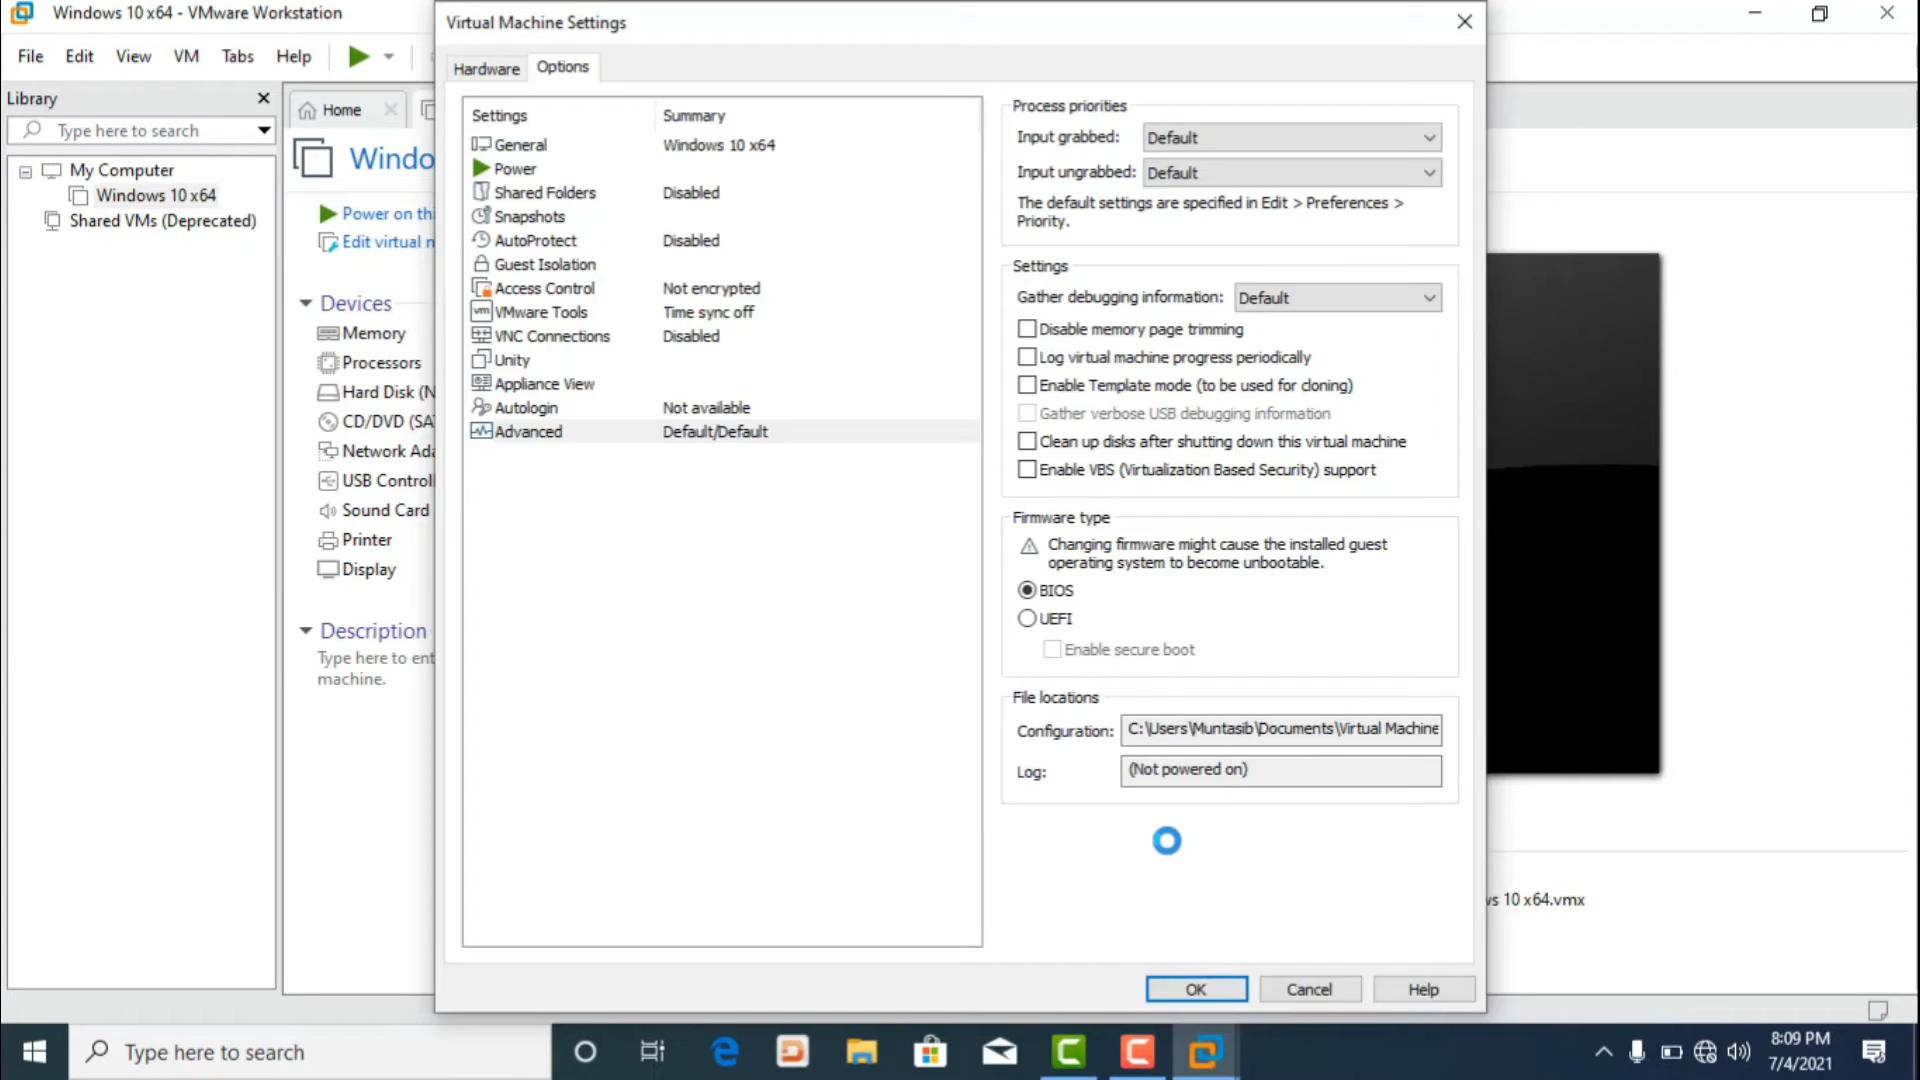 Windows 10 x64 - VMware Workstation
File Edit View VM Tabs Help
Library
Type here to search
My Computer
Windows 10 x64
Shared VMs (Deprecated)
Home
Windo
Power on thi
Edit virtual m
Devices
Memory
Processors
Hard Disk (N
CD/DVD (SA
Network Ada
USB Controll
Sound Card
Printer
Display
Description
Type here to ent
machine.
Virtual Machine Settings
Hardware Options
Settings Summary
General Windows 10 x64
Power
Shared Folders Disabled
Snapshots
AutoProtect Disabled
Guest Isolation
Access Control Not encrypted
VMware Tools Time sync off
VNC Connections Disabled
Unity
Appliance View
Autologin Not available
Advanced Default/Default
Process priorities
Input grabbed: Default
Input ungrabbed: Default
The default settings are specified in Edit > Preferences >
Priority.
Settings
Gather debugging information: Default
Disable memory page trimming
Log virtual machine progress periodically
Enable Template mode (to be used for cloning)
Gather verbose USB debugging information
Clean up disks after shutting down this virtual machine
Enable VBS (Virtualization Based Security) support
Firmware type
Changing firmware might cause the installed guest
operating system to become unbootable.
BIOS
UEFI
Enable secure boot
File locations
Configuration: C:\Users\Muntasib\Documents\Virtual Machine
Log: (Not powered on)
OK Cancel Help
ws 10 x64.vmx
Type here to search
8:09 PM
7/4/2021